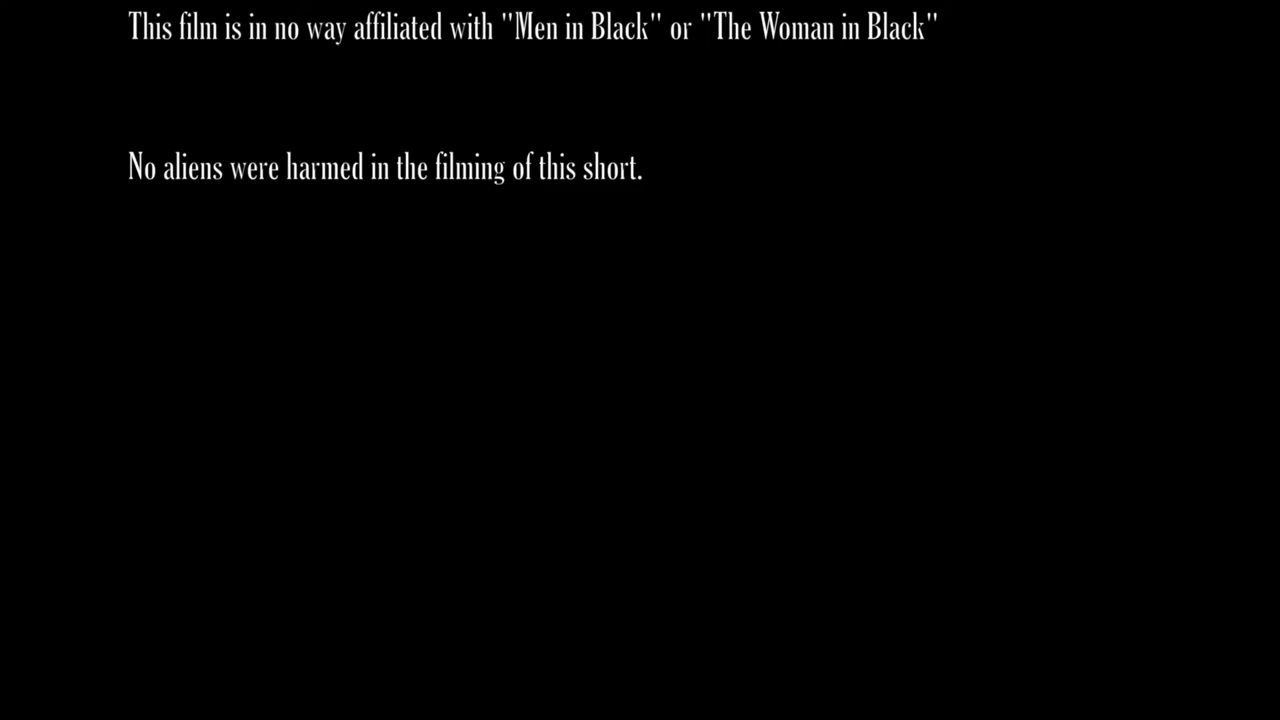 This film is in no way affiliated with "Men in Black" or "The Woman in Black"
No aliens were harmed in the filming of this short.